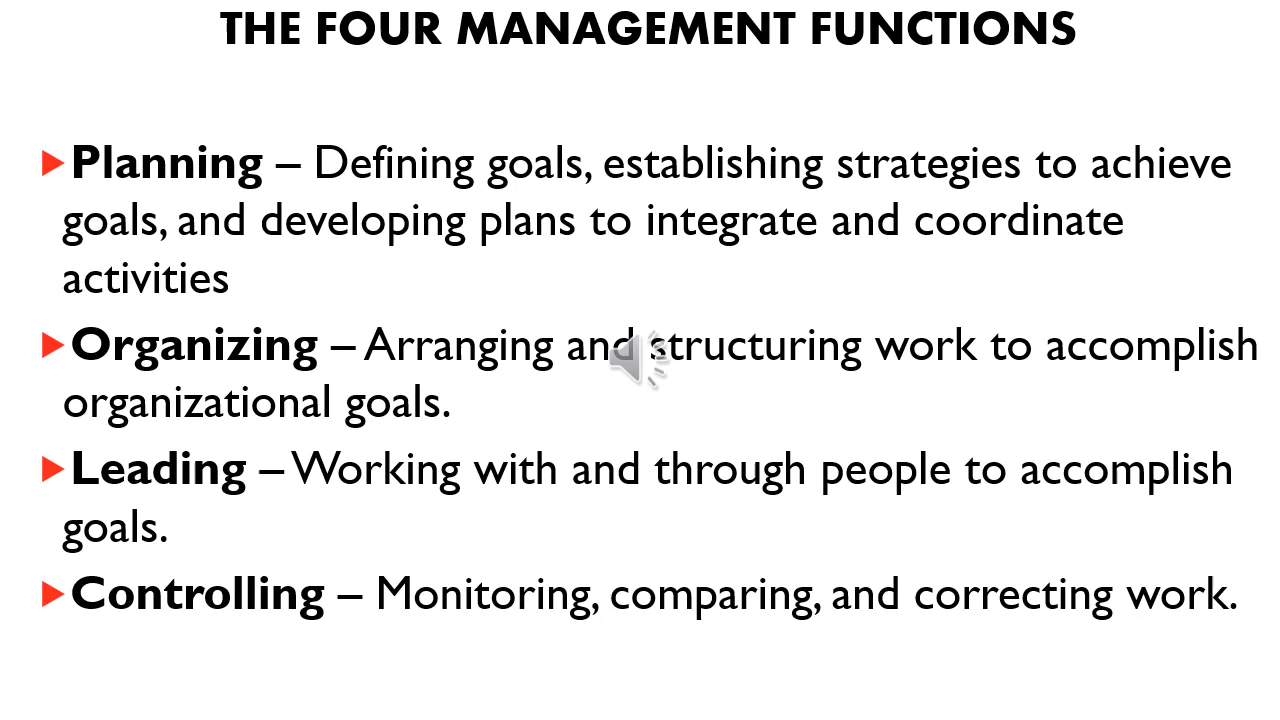 THE FOUR MANAGEMENT FUNCTIONS
Planning – Defining goals, establishing strategies to achieve
goals, and developing plans to integrate and coordinate
activities
Organizing – Arranging and structuring work to accomplish
organizational goals.
Leading – Working with and through people to accomplish
goals.
Controlling – Monitoring, comparing, and correcting work.